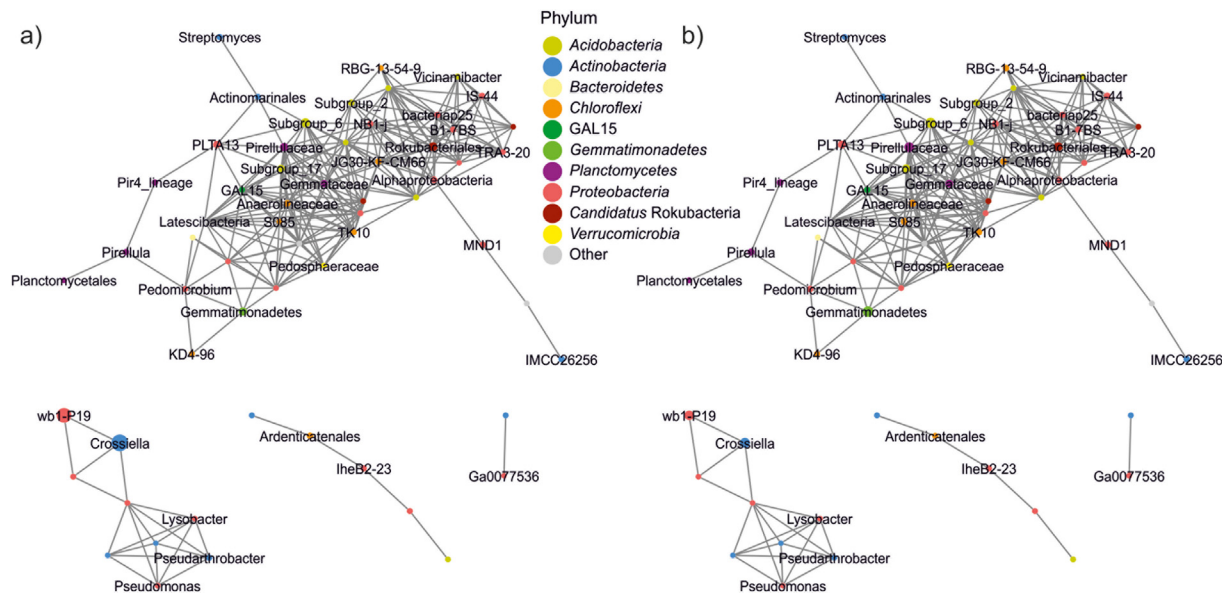 a)
Streptomyces
RBG-13-54-9
Vicinamibacter
Actinomarinales
Subgroup_2
IS-44
bacteriap25
Subgroup_6
NB1-j
B1-7BS
PLTA13
Pirellulaceae
Rokubacteriales
TRA3-20
Subgroup_17
JG30-KF-CM66
Pir4_lineage
GAL15
Gemmataceae
Alphaproteobacteria
Anaerolineaceae
Latescibacteria
S085
TK10
MND1
Pirellula
Pedosphaeraceae
Planctomycetales
Pedomicrobium
Gemmatimonadetes
KD4-96
IMCC26256
wb1-P19
Crossiella
Ardenticatenales
IheB2-23
Ga0077536
Lysobacter
Pseudarthrobacter
Pseudomonas
Phylum
Acidobacteria
Actinobacteria
Bacteroidetes
Chloroflexi
GAL15
Gemmatimonadetes
Planctomycetes
Proteobacteria
Candidatus Rokubacteria
Verrucomicrobia
Other
b)
Streptomyces
RBG-13-54-9
Vicinamibacter
Actinomarinales
Subgroup_2
IS-44
bacteriap25
Subgroup_6
NB1-j
B1-7BS
PLTA13
Pirellulaceae
Rokubacteriales
TRA3-20
Subgroup_17
JG30-KF-CM66
Pir4_lineage
GAL15
Gemmataceae
Alphaproteobacteria
Anaerolineaceae
Latescibacteria
S085
TK10
MND1
Pirellula
Pedosphaeraceae
Planctomycetales
Pedomicrobium
Gemmatimonadetes
KD4-96
IMCC26256
wb1-P19
Crossiella
Ardenticatenales
IheB2-23
Ga0077536
Lysobacter
Pseudarthrobacter
Pseudomonas